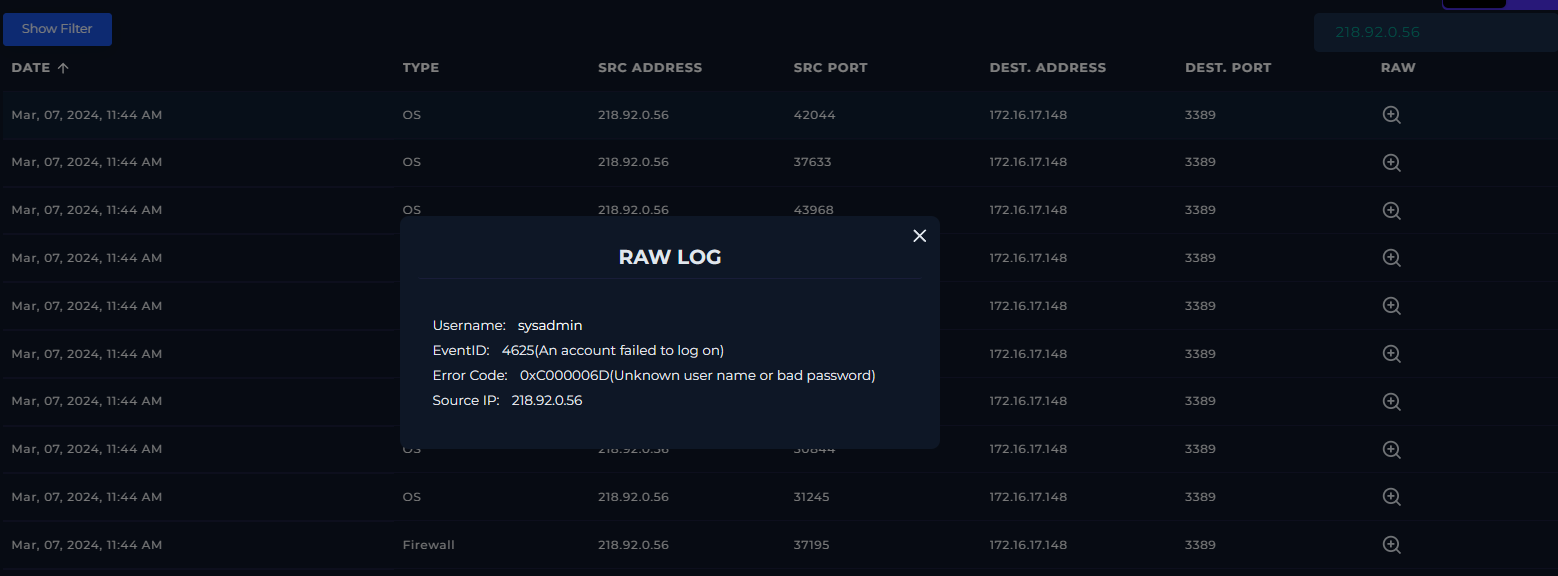 Show Filter
218.92.0.56
DATE ↑ TYPE SRC ADDRESS SRC PORT DEST. ADDRESS DEST. PORT RAW
Mar, 07, 2024, 11:44 AM OS 218.92.0.56 42044 172.16.17.148 3389
Mar, 07, 2024, 11:44 AM OS 218.92.0.56 37633 172.16.17.148 3389
Mar, 07, 2024, 11:44 AM OS 218.92.0.56 43968 172.16.17.148 3389
Mar, 07, 2024, 11:44 AM 172.16.17.148 3389
Mar, 07, 2024, 11:44 AM 172.16.17.148 3389
Mar, 07, 2024, 11:44 AM 172.16.17.148 3389
Mar, 07, 2024, 11:44 AM 172.16.17.148 3389
Mar, 07, 2024, 11:44 AM OS 218.92.0.56 172.16.17.148 3389
Mar, 07, 2024, 11:44 AM OS 218.92.0.56 31245 172.16.17.148 3389
Mar, 07, 2024, 11:44 AM Firewall 218.92.0.56 37195 172.16.17.148 3389
RAW LOG
Username: sysadmin
EventID: 4625(An account failed to log on)
Error Code: 0xC000006D(Unknown user name or bad password)
Source IP: 218.92.0.56